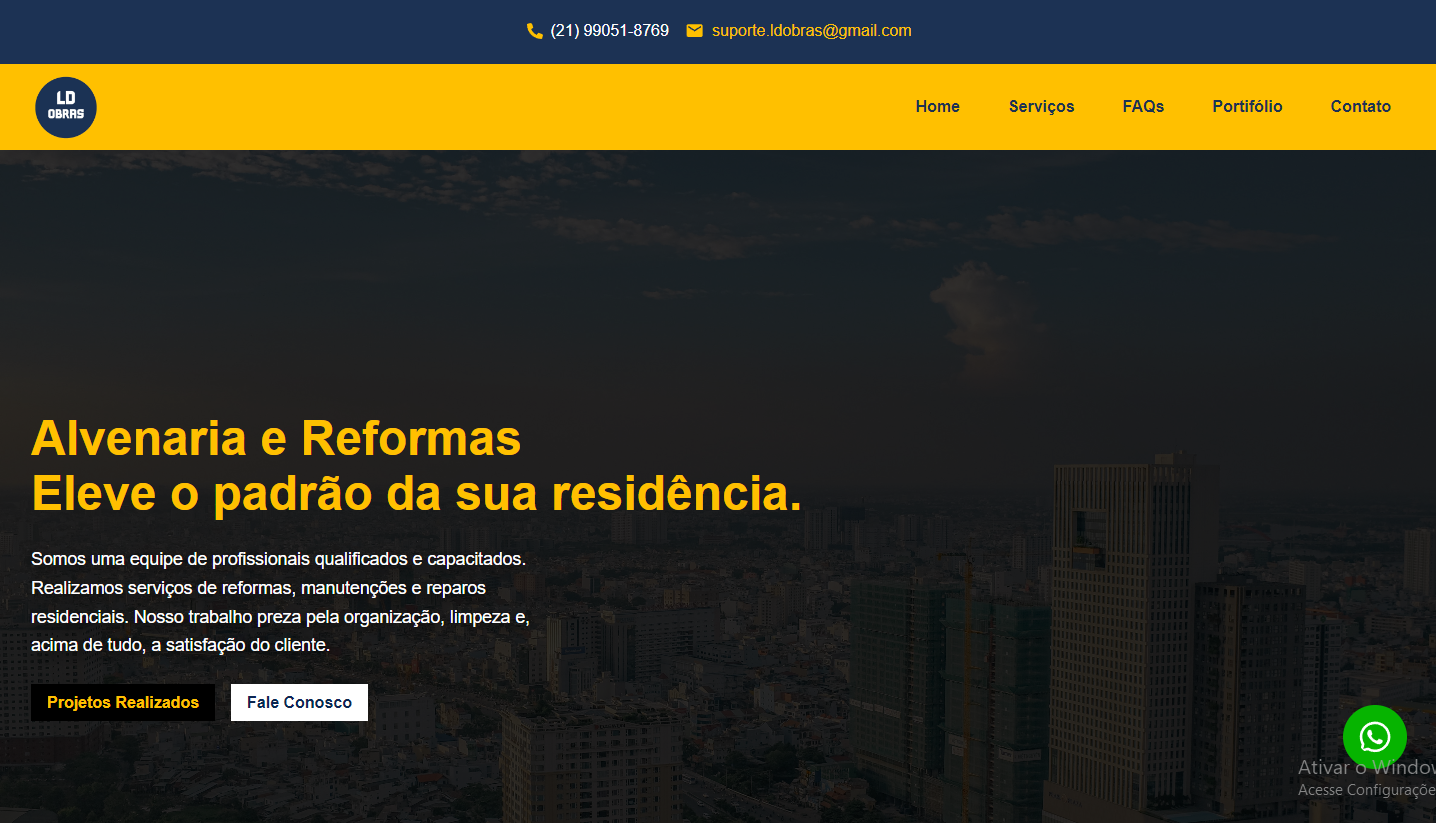 (21) 99051-8769 suporte.ldobras@gmail.com
LD
OBRAS
Home Serviços FAQs Portifólio Contato
Alvenaria e Reformas
Eleve o padrão da sua residência.
Somos uma equipe de profissionais qualificados e capacitados.
Realizamos serviços de reformas, manutenções e reparos
residenciais. Nosso trabalho preza pela organização, limpeza e,
acima de tudo, a satisfação do cliente.
Projetos Realizados Fale Conosco
Ativar o Window
Acesse Configuraçõe